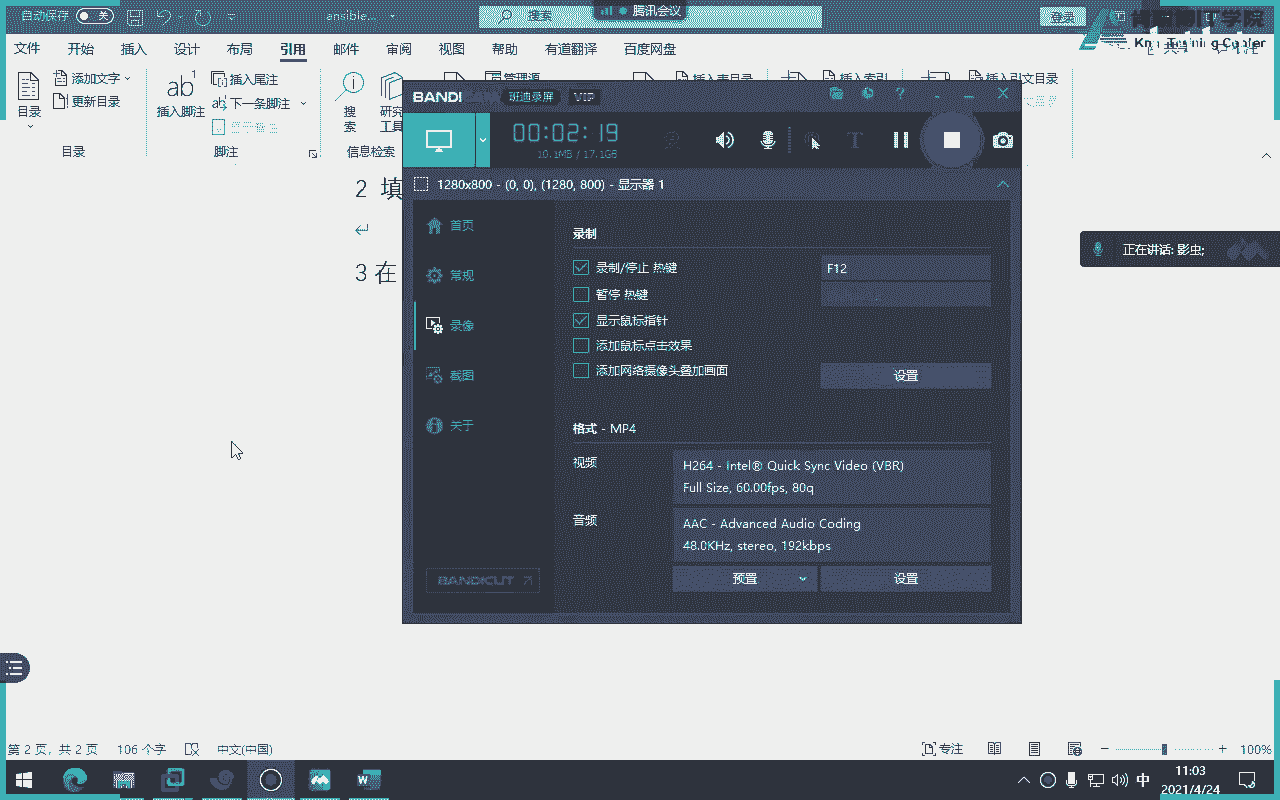 自动保存 关 ansible... 搜索 腾讯会议 登录
学院
文件 开始 插入 设计 布局 引用 邮件 审阅 视图 帮助 有道翻译 百度网盘
目录 添加文字 插入脚注 插入尾注 搜索 研究 工具 管理源 插入表目录 插入索引 插入引文目录
更新目录 下一条脚注
目录 脚注 信息检索
2 填
3 在
BANDI 班迪录屏 VIP
00:02:19
10.1MB / 17.1GB
1280x800 - (0, 0), (1280, 800) - 显示器 1
首页
常规
录像
截图
关于
BANDICUT
录制
录制/停止 热键 F12
暂停 热键
显示鼠标指针
添加鼠标点击效果
添加网络摄像头叠加画面 设置
格式 - MP4
视频 H264 - Intel® Quick Sync Video (VBR)
Full Size, 60.00fps, 80q
音频 AAC - Advanced Audio Coding
48.0KHz, stereo, 192kbps
预置 设置
正在讲话: 影虫;
第 2 页，共 2 页 106 个字 中文(中国) 专注 100%
中 11:03
2021/4/24